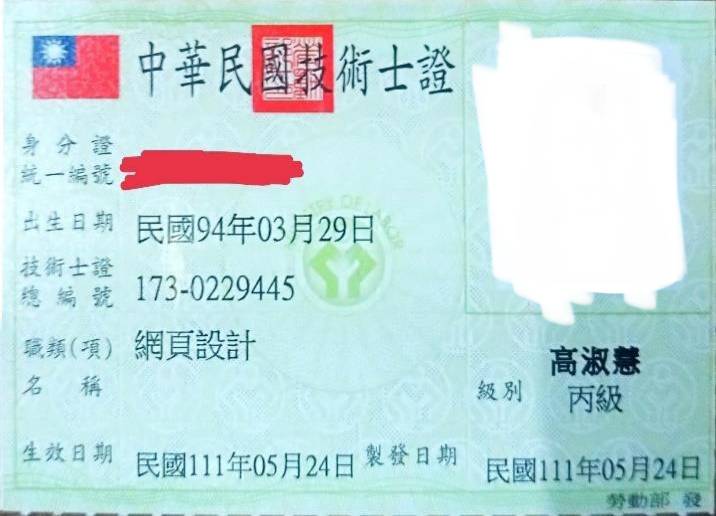 中華民國技術士證
身分證
統一編號
出生日期 民國94年03月29日
MINISTRY OF LABOR
技術士證
總編號 173-0229445
職類(項)
名稱 網頁設計
高淑慧
級別 丙級
生效日期 民國111年05月24日 製發日期 民國111年05月24日
勞動部 發